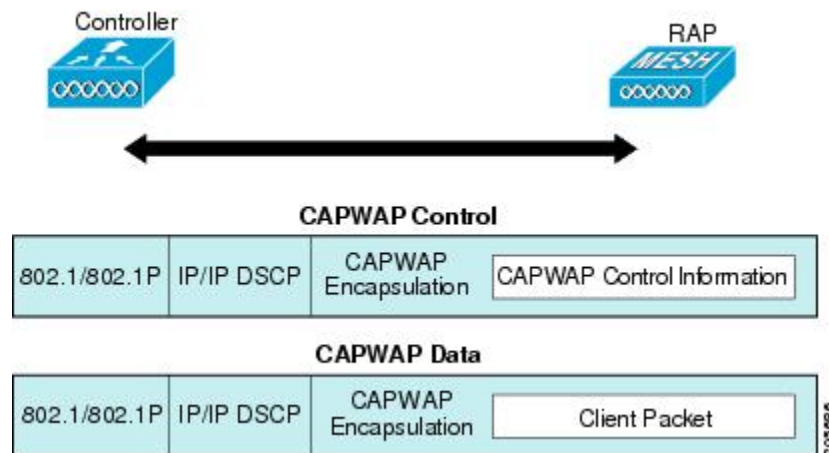 Controller
RAP
MESH
CAPWAP Control
802.1/802.1P
IP/IP DSCP
CAPWAP
Encapsulation
CAPWAP Control Information
CAPWAP Data
802.1/802.1P
IP/IP DSCP
CAPWAP
Encapsulation
Client Packet